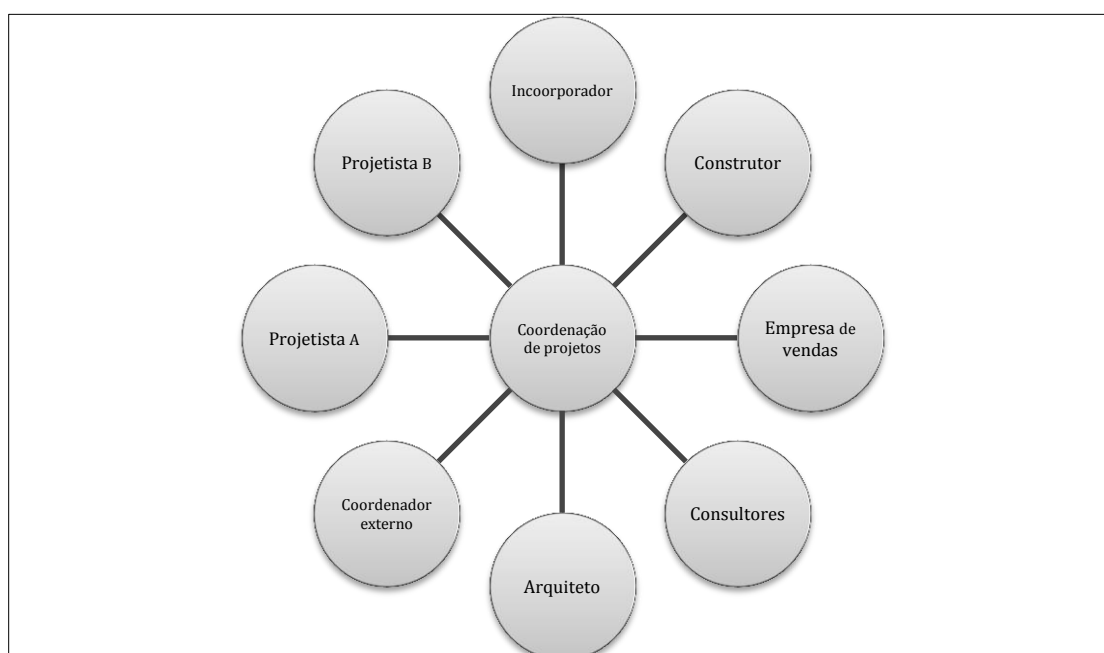 Incoorporador
Projetista B
Construtor
Projetista A
Coordenação
de projetos
Empresa de
vendas
Coordenador
externo
Consultores
Arquiteto